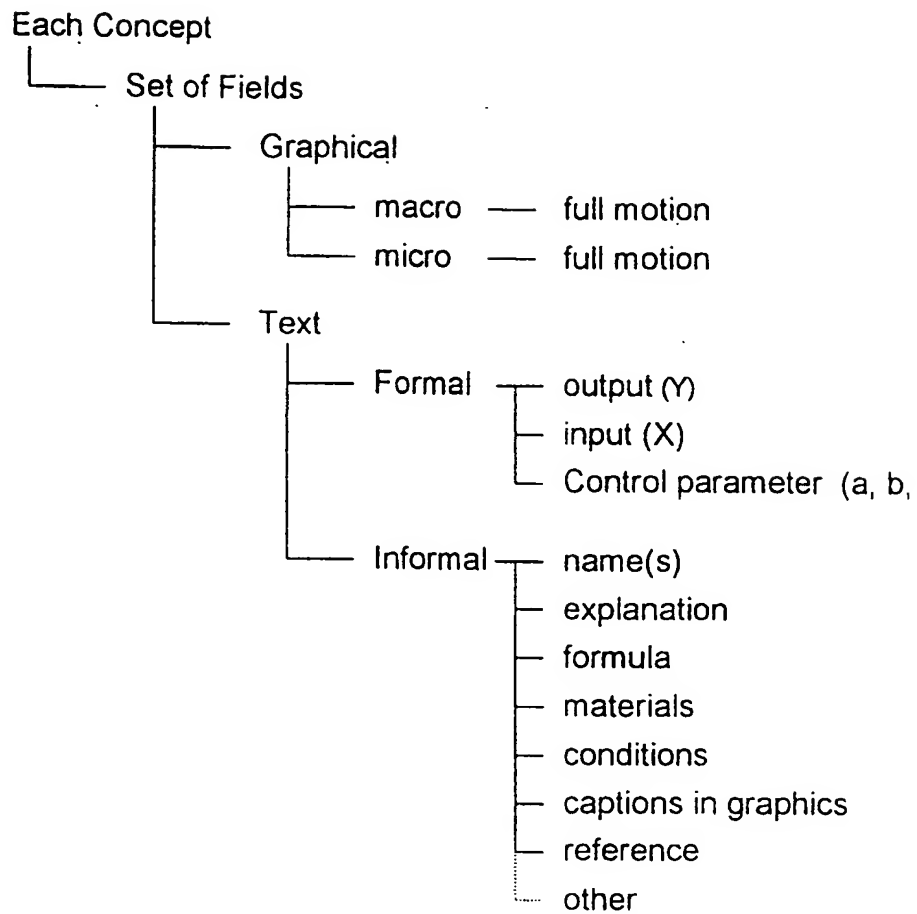 Each Concept
Set of Fields
Graphical
macro — full motion
micro — full motion
Text
Formal output (Y)
input (X)
Control parameter (a, b,
Informal name(s)
explanation
formula
materials
conditions
captions in graphics
reference
other